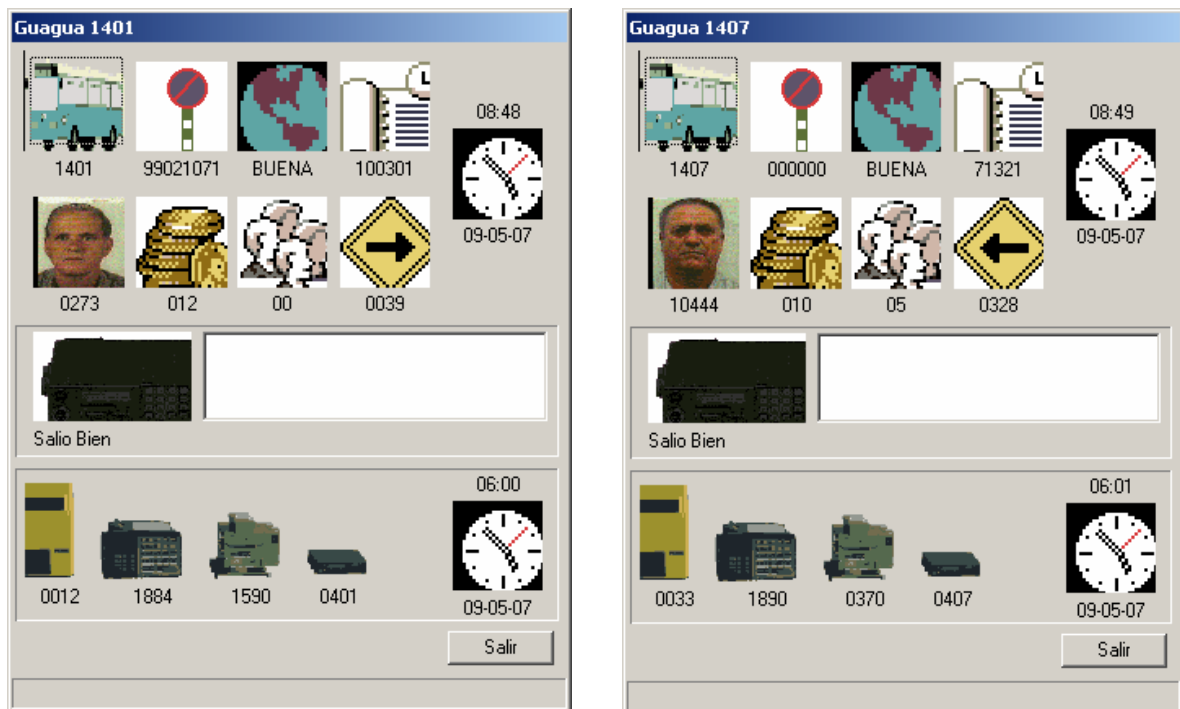 Guagua 1401
08:48
1401 99021071 BUENA 100301
09-05-07
0273 012 00 0039
Salio Bien
06:00
0012 1884 1590 0401
09-05-07
Salir
Guagua 1407
08:49
1407 000000 BUENA 71321
09-05-07
10444 010 05 0328
Salio Bien
06:01
0033 1890 0370 0407
09-05-07
Salir